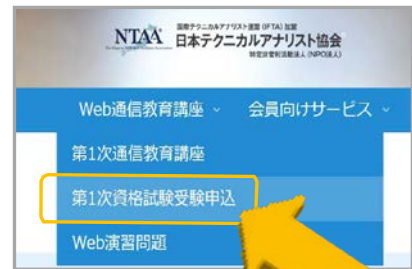 国際テクニカルアナリスト連盟 (IFTA) 加盟
NTAA 日本テクニカルアナリスト協会
特定非営利活動法人 (NPO法人)
Web通信教育講座 会員向けサービス
第1次通信教育講座
第1次資格試験受験申込
Web演習問題